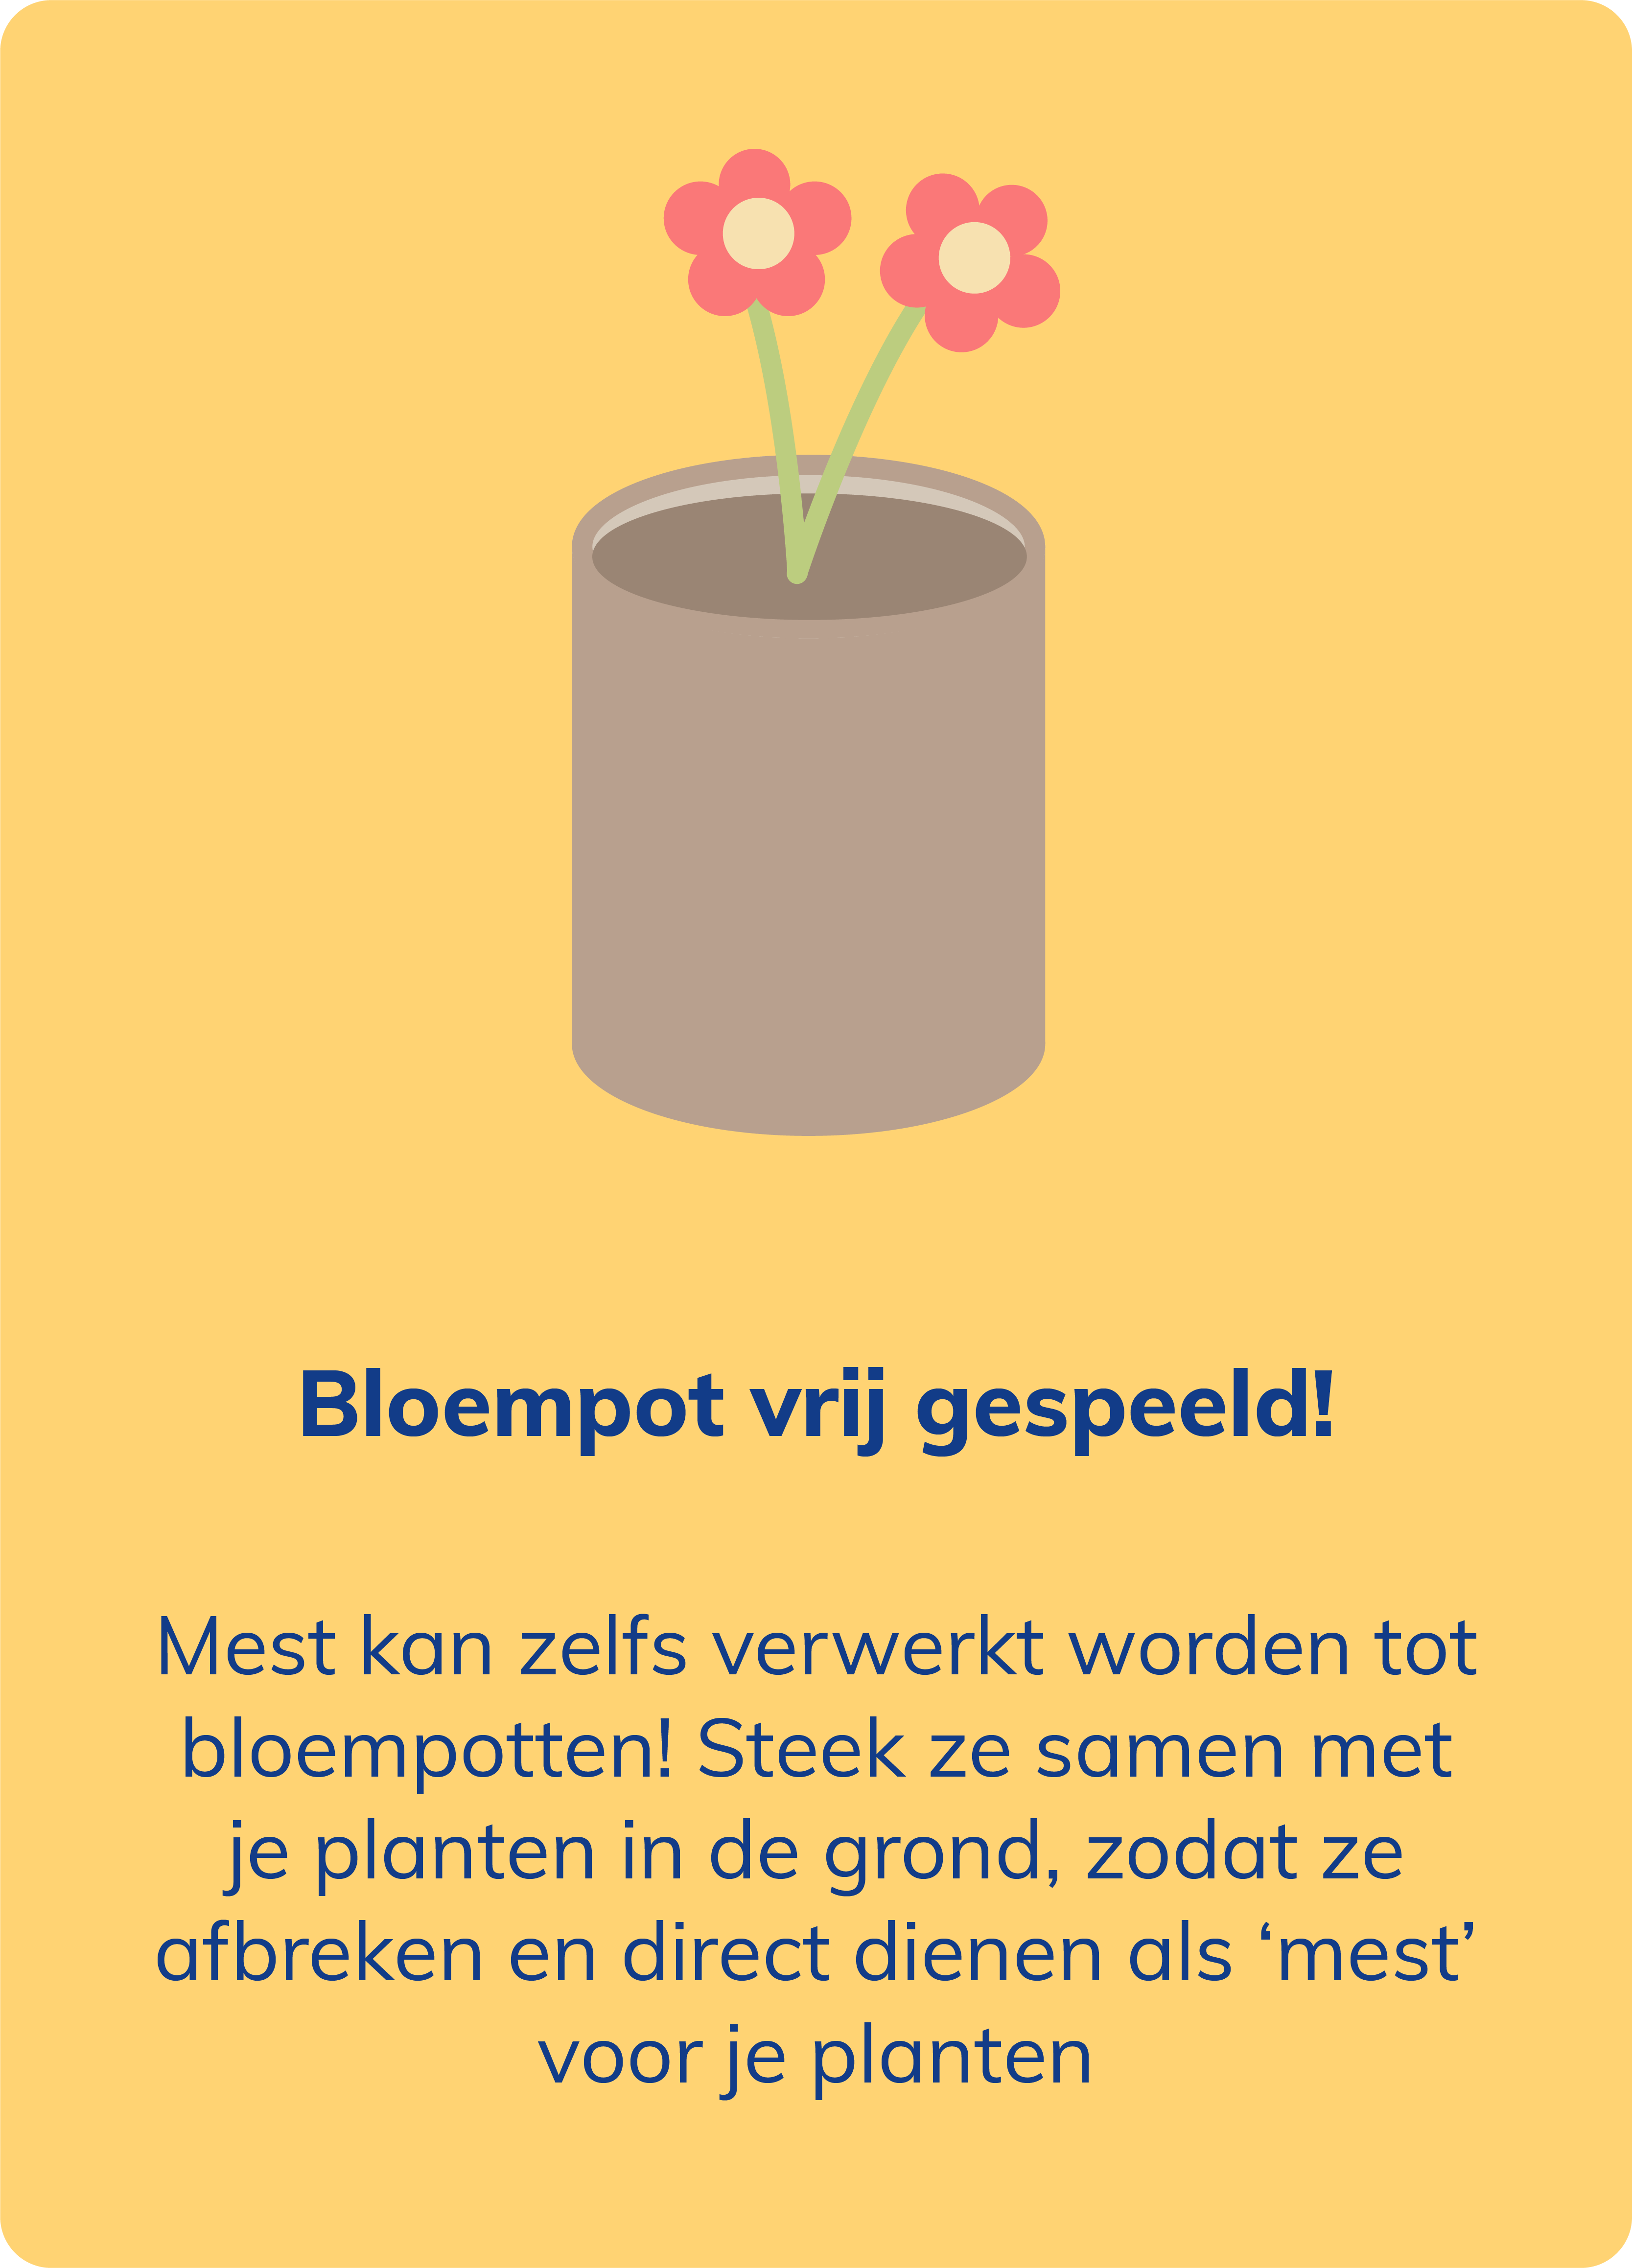 Bloempot vrij gespeeld!
Mest kan zelfs verwerkt worden tot
bloempotten! Steek ze samen met
je planten in de grond, zodat ze
afbreken en direct dienen als ‘mest’
voor je planten